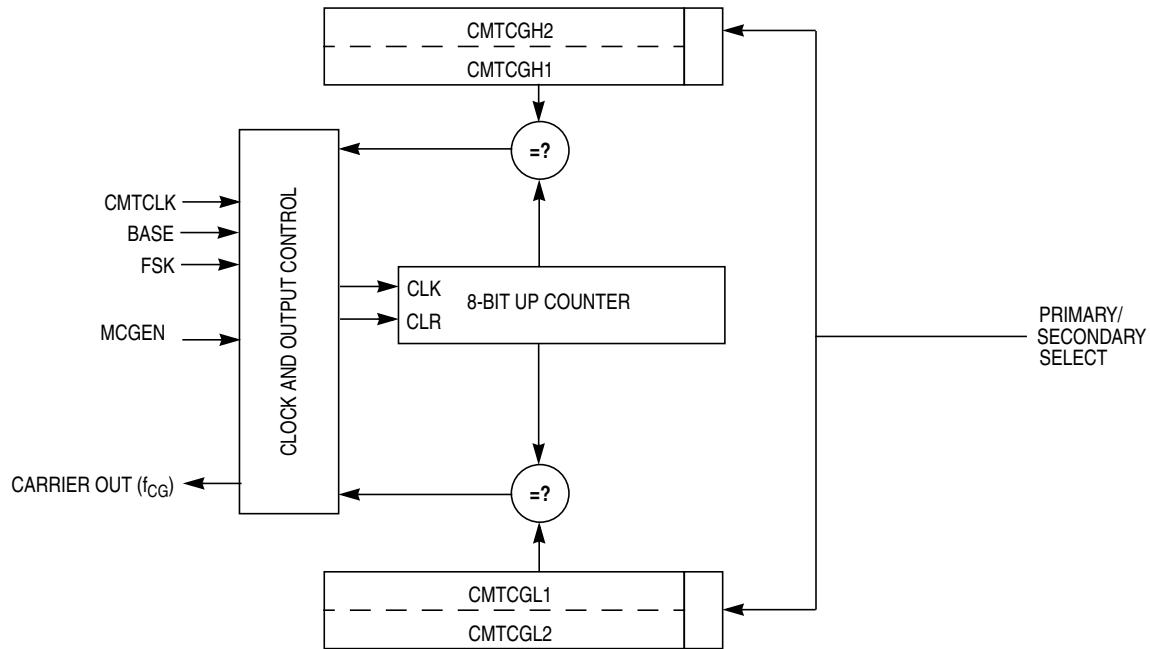 CMTCGH2
CMTCGH1
=?
CMTCLK
BASE
FSK
MCGEN
CLOCK AND OUTPUT CONTROL
CLK
CLR
8-BIT UP COUNTER
PRIMARY/
SECONDARY
SELECT
CARRIER OUT (fCG)
=?
CMTCGL1
CMTCGL2